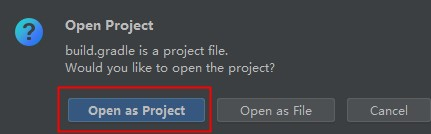 Open Project
build.gradle is a project file.
Would you like to open the project?
Open as Project Open as File Cancel